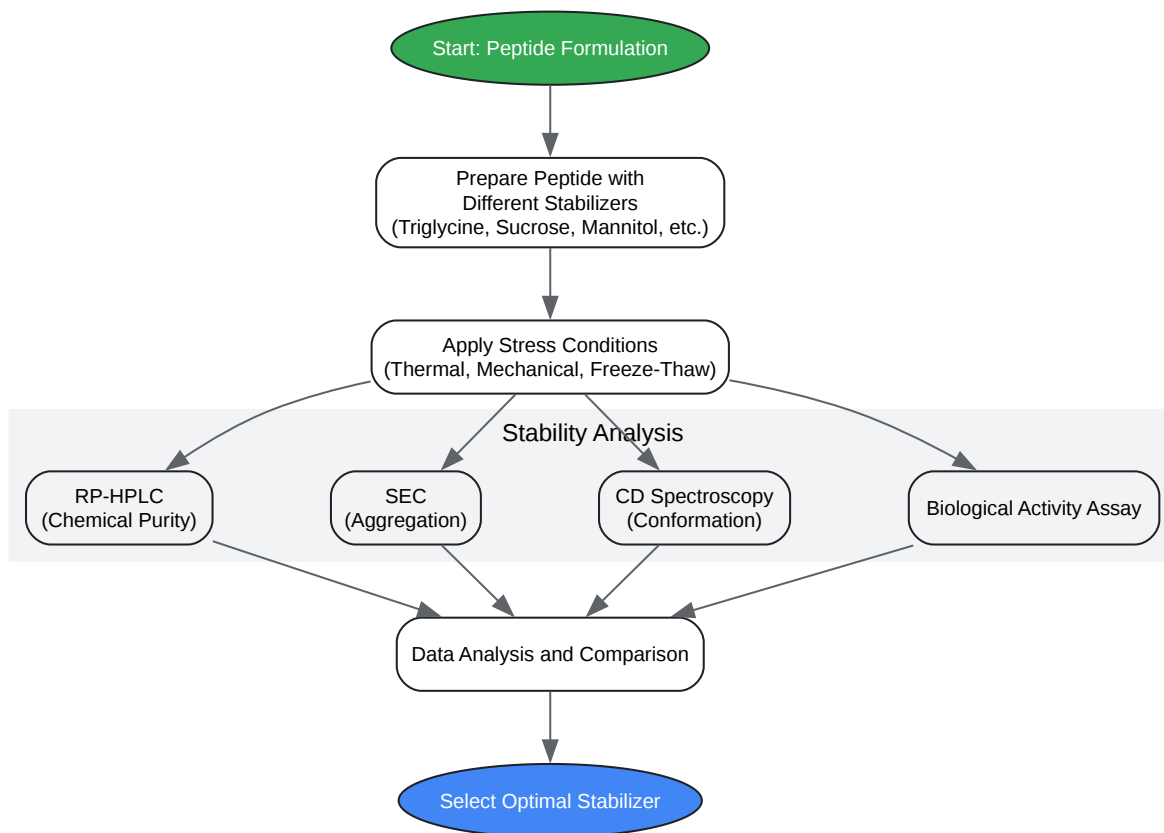 Start: Peptide Formulation
Prepare Peptide with
Different Stabilizers
(Triglycine, Sucrose, Mannitol, etc.)
Apply Stress Conditions
(Thermal, Mechanical, Freeze-Thaw)
Stability Analysis
RP-HPLC
(Chemical Purity)
SEC
(Aggregation)
CD Spectroscopy
(Conformation)
Biological Activity Assay
Data Analysis and Comparison
Select Optimal Stabilizer